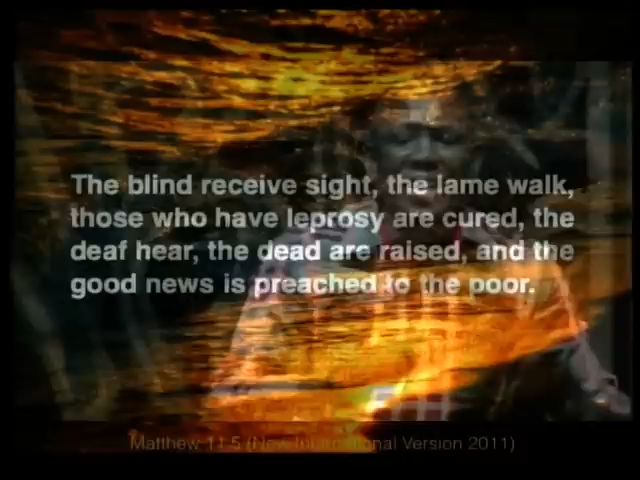 The blind receive sight, the lame walk,
those who have leprosy are cured, the
deaf hear, the dead are raised, and the
good news is preached to the poor.
Matthew 11:5 (New International Version 2011)